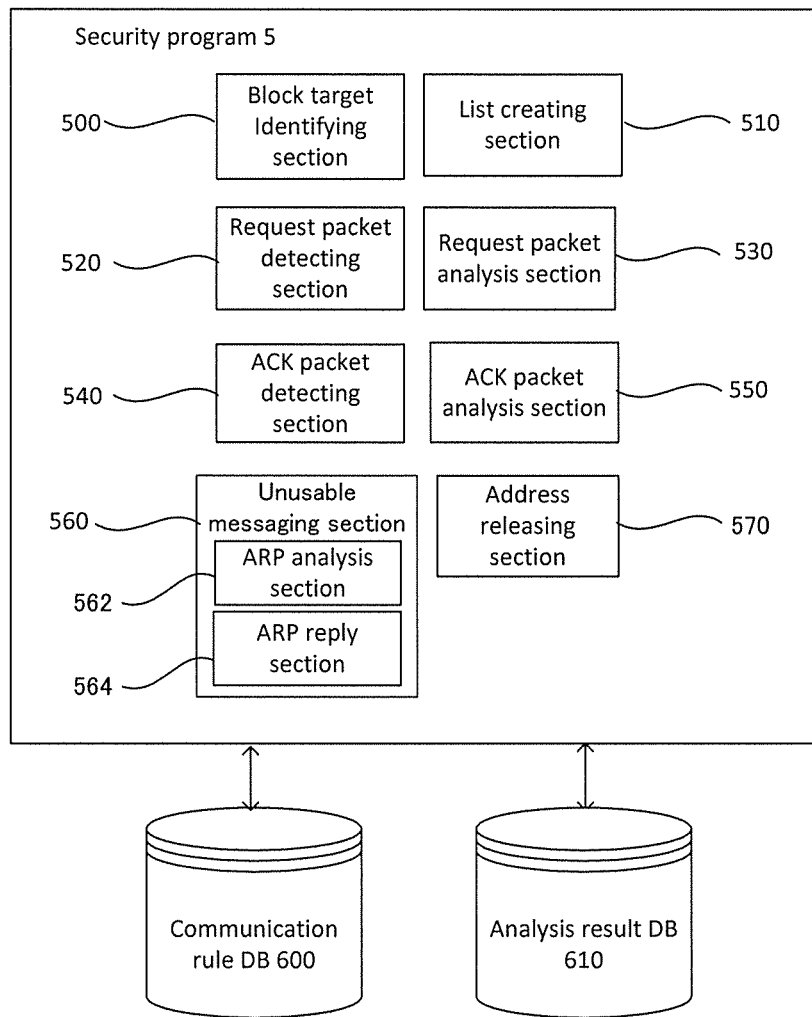 Security program 5
500
Block target
Identifying
section
List creating
section
510
520
Request packet
detecting
section
Request packet
analysis section
530
540
ACK packet
detecting
section
ACK packet
analysis section
550
560
Unusable
messaging section
562
ARP analysis
section
564
ARP reply
section
Address
releasing
section
570
Communication
rule DB 600
Analysis result DB
610